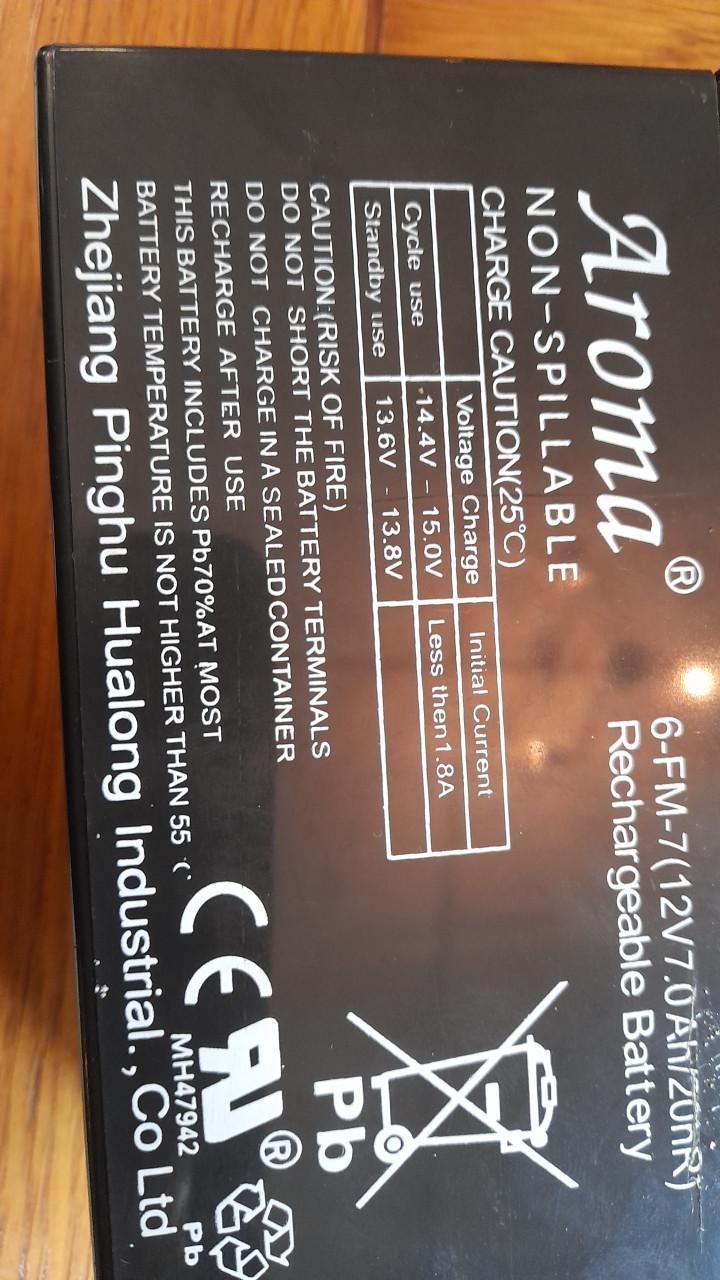 Aroma ®
6-FM-7(12V7.0Ah/20hR)
Rechargeable Battery
NON-SPILLABLE
CHARGE CAUTION(25℃)
Voltage Charge Initial Current
Cycle use 14.4V - 15.0V Less then1.8A
Standby use 13.6V - 13.8V
CAUTION:(RISK OF FIRE)
DO NOT SHORT THE BATTERY TERMINALS
DO NOT CHARGE IN A SEALED CONTAINER
RECHARGE AFTER USE
THIS BATTERY INCLUDES Pb70%AT MOST
BATTERY TEMPERATURE IS NOT HIGHER THAN 55
Zhejiang Pinghu Hualong Industrial., Co Ltd
Pb
CE
RU ®
MH47942
Pb